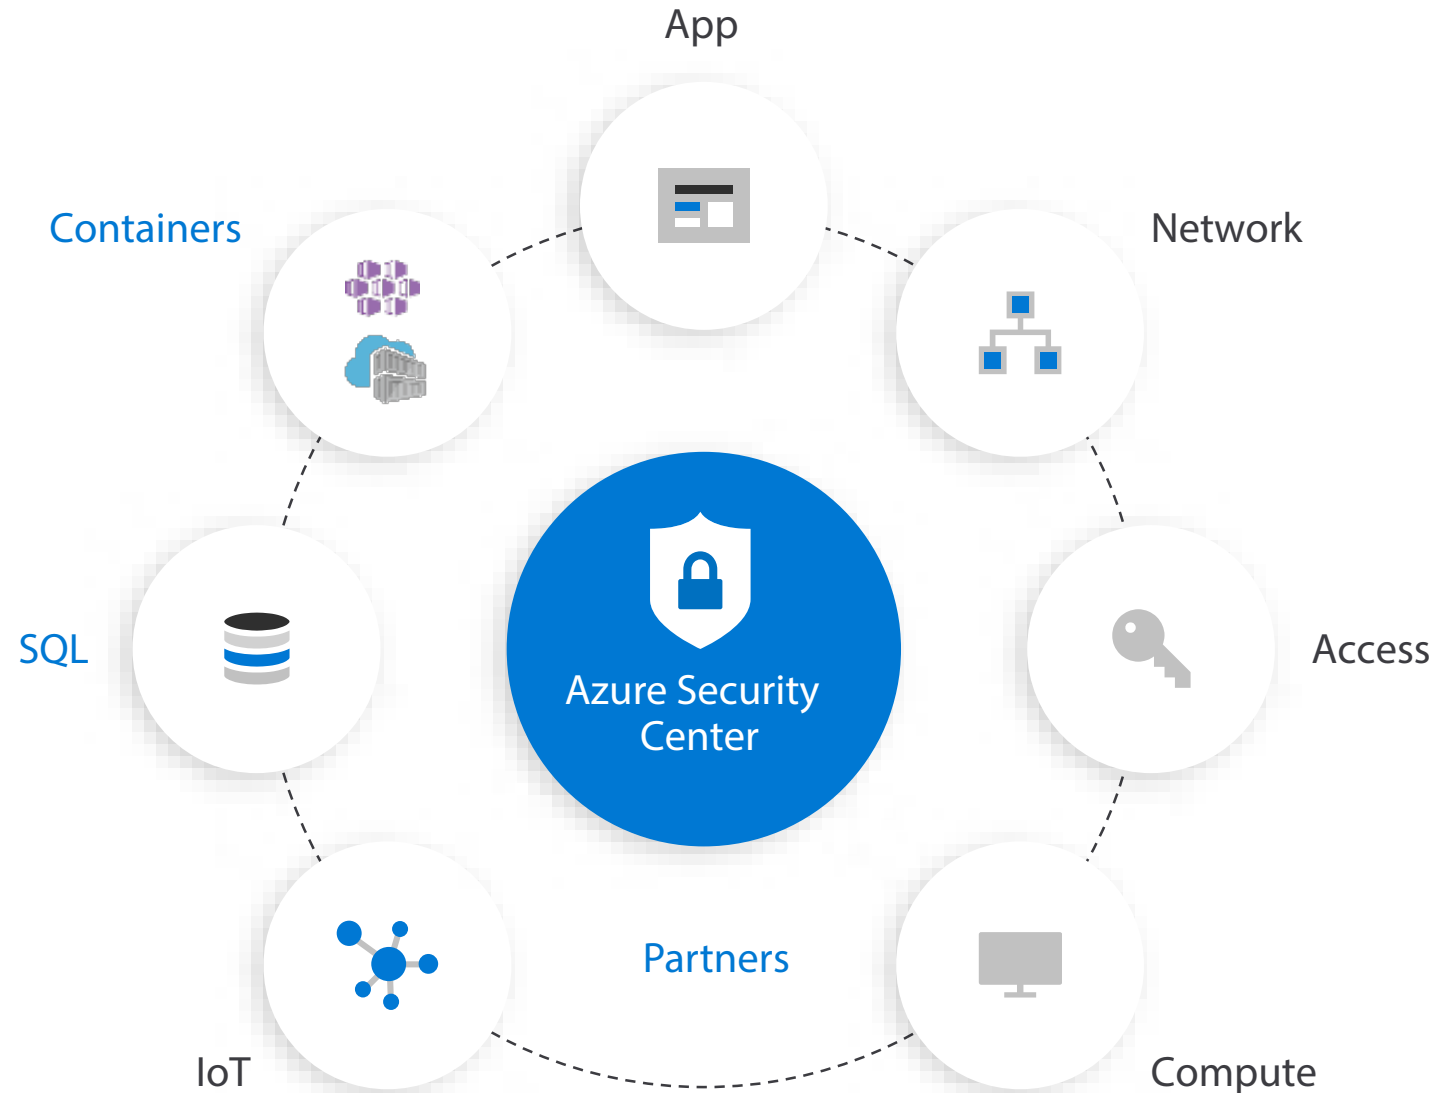 App
Containers
Network
SQL
Azure Security
Center
Access
Partners
IoT
Compute